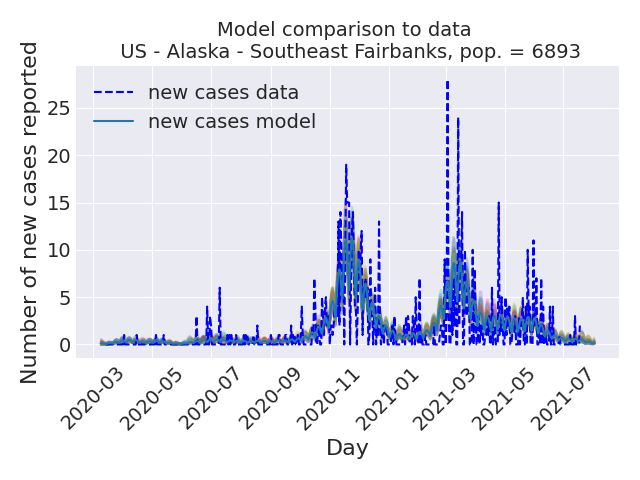 Model comparison to data
US - Alaska - Southeast Fairbanks, pop. = 6893
Number of new cases reported
25
20
15
10
5
0
new cases data
new cases model
2020-03
2020-05
2020-07
2020-09
2020-11
2021-01
2021-03
2021-05
2021-07
Day